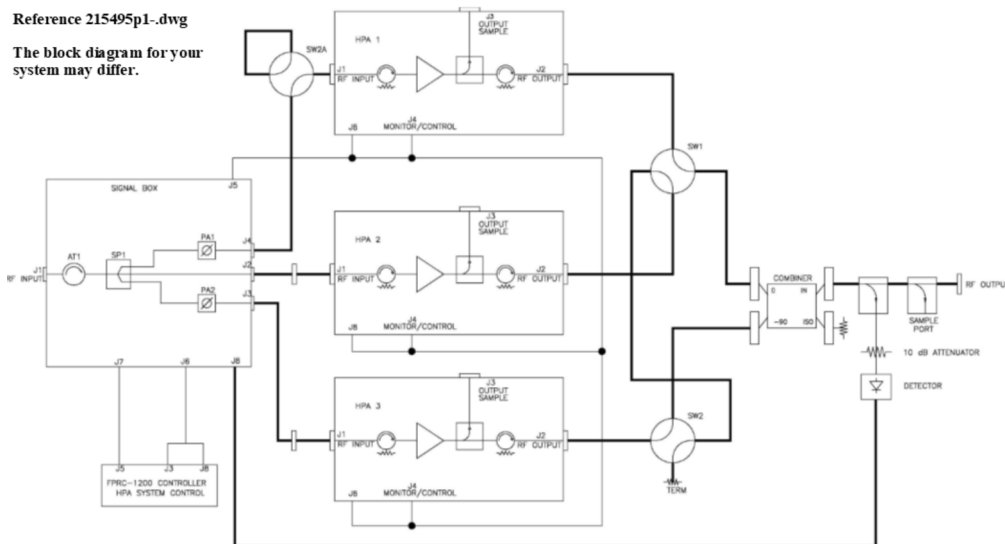 Reference 215495p1-.dwg
The block diagram for your
system may differ.
SW2A
HPA 1
J3
OUTPUT
SAMPLE
J1
RF INPUT
J2
RF OUTPUT
J8
J4
MONITOR/CONTROL
SW1
SIGNAL BOX
J5
AT1
SP1
PA1
J4
J1
RF INPUT
J2
PA2
J3
J7
J6
J8
HPA 2
J3
OUTPUT
SAMPLE
J1
RF INPUT
J2
RF OUTPUT
J8
J4
MONITOR/CONTROL
COMBINER
0
IN
-90
ISO
RF OUTPU
SAMPLE
PORT
10 dB ATTENUATOR
DETECTOR
HPA 3
J3
OUTPUT
SAMPLE
J1
RF INPUT
J2
RF OUTPUT
J8
J4
MONITOR/CONTROL
SW2
TERM
J5
J3
J8
FPRC-1200 CONTROLLER
HPA SYSTEM CONTROL